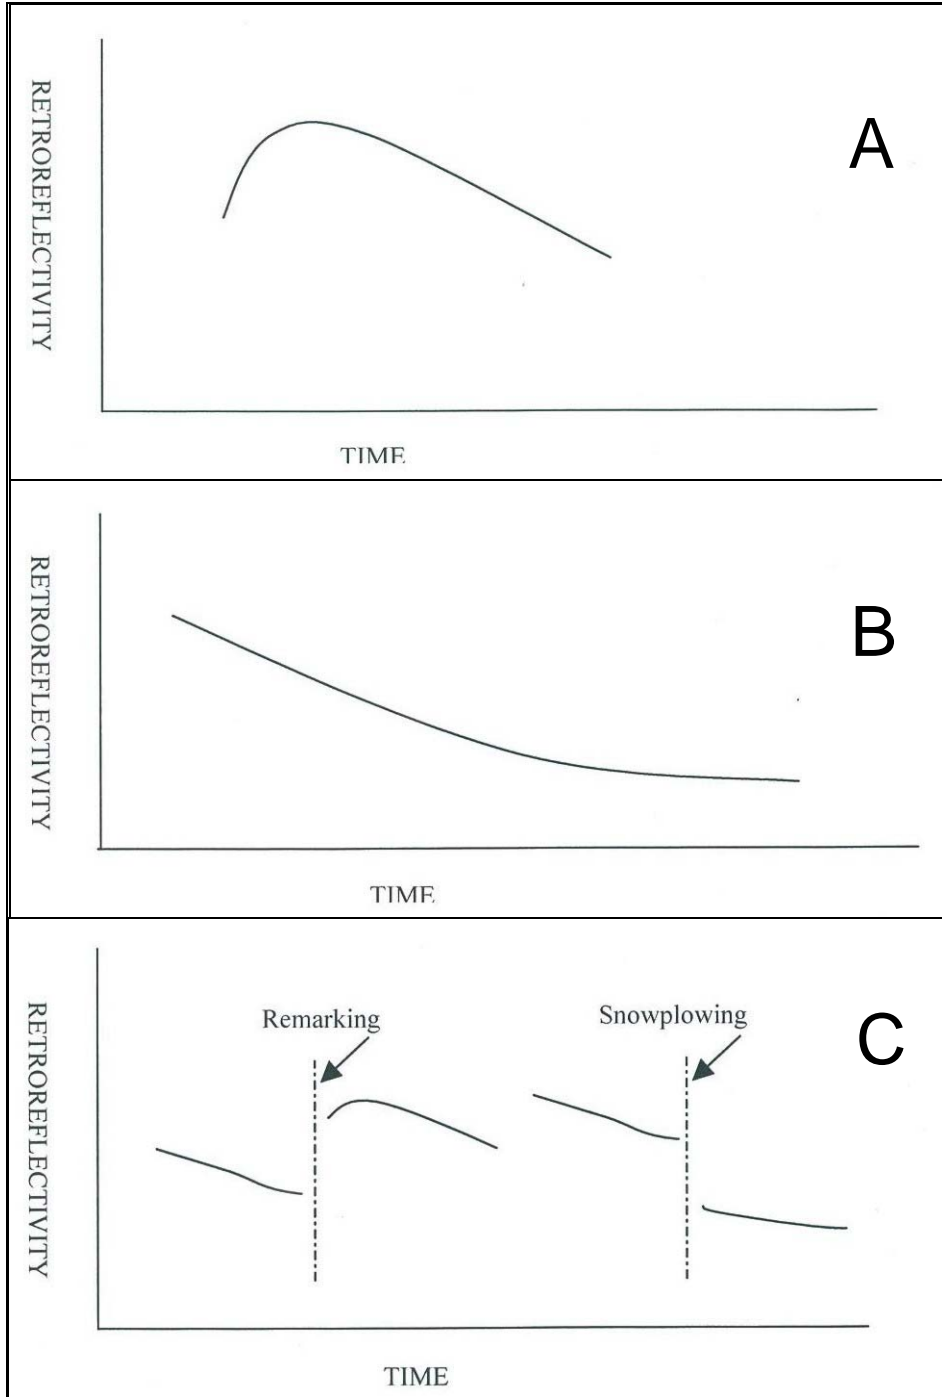 RETROREFLECTIVITY
A
TIME
RETROREFLECTIVITY
B
TIME
Remarking
Snowplowing
C
RETROREFLECTIVITY
TIME